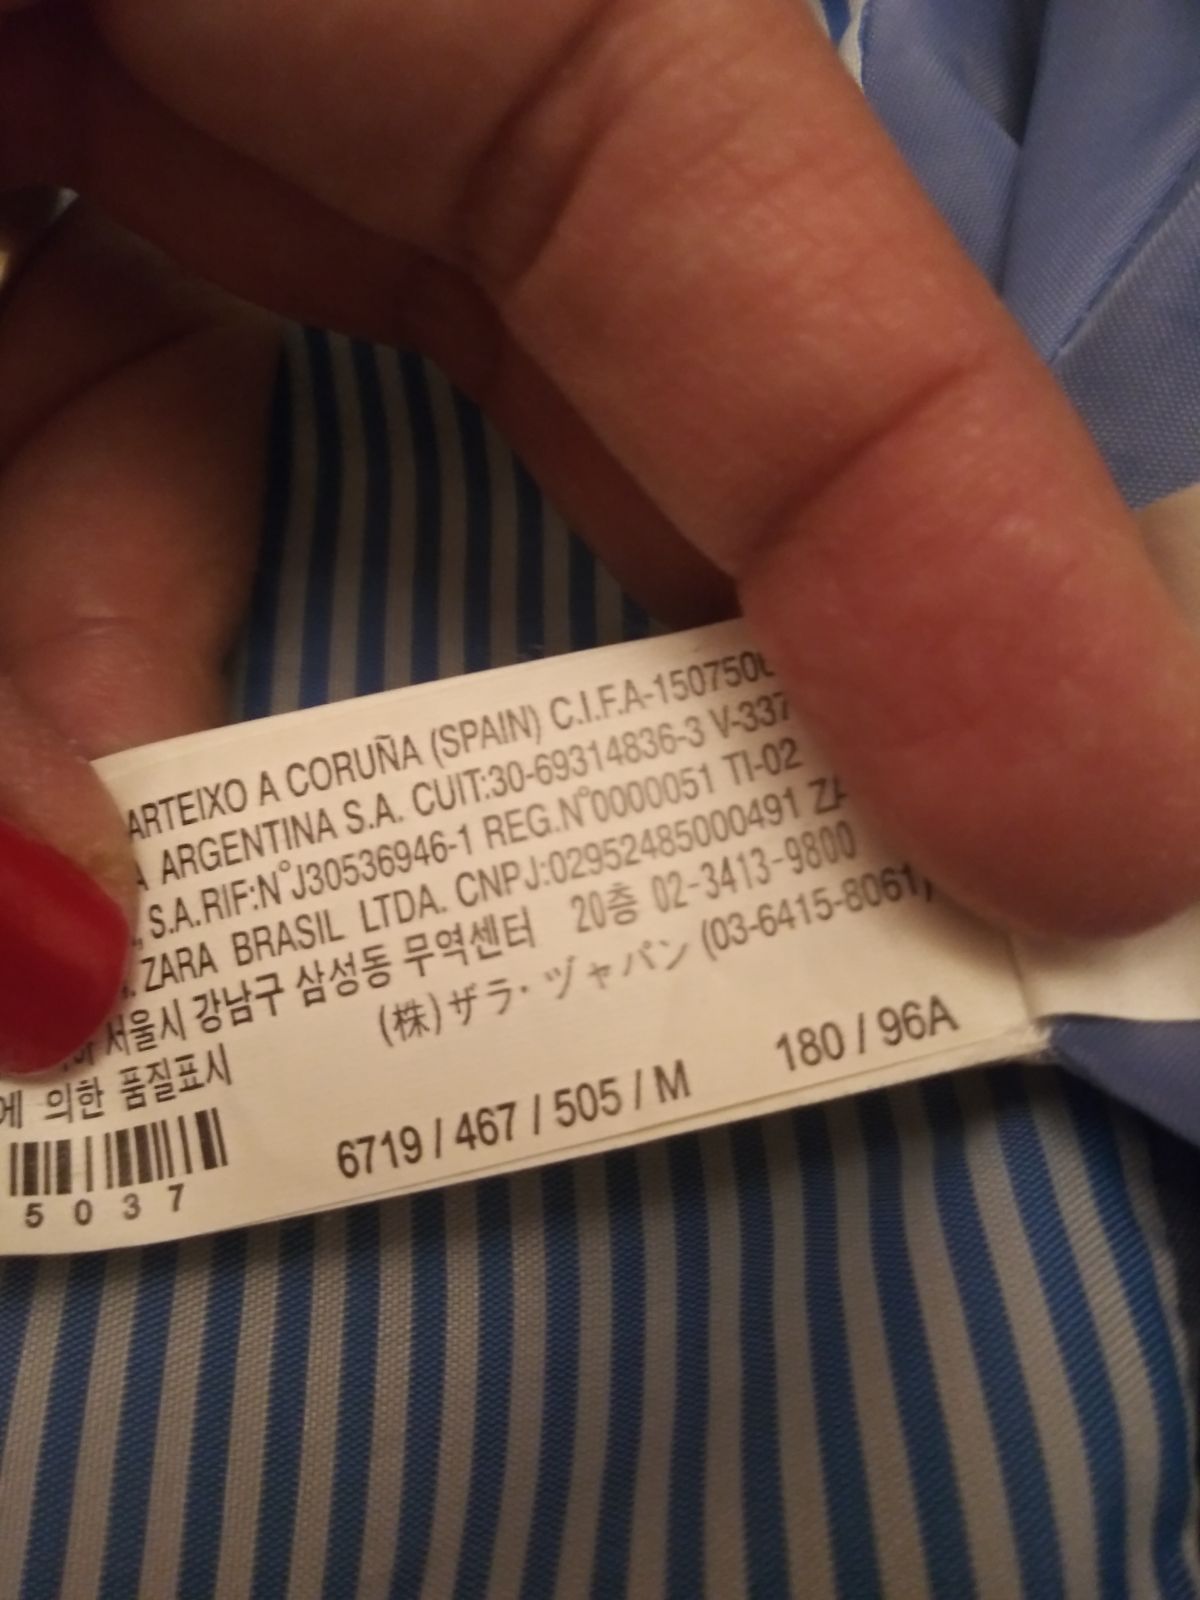 ARTEIXO A CORUÑA (SPAIN) C.I.F.A-150750
ARGENTINA S.A. CUIT:30-69314836-3 V-337
S.A.RIF:N°J30536946-1 REG.N°0000051 TI-02
ZARA BRASIL LTDA. CNPJ:02952485000491 ZA
서울시 강남구 삼성동 무역센터 20층 02-3413-9800
(株)ザラ・ジャパン (03-6415-8061)
에 의한 품질표시
6719 / 467 / 505 / M 180 / 96A
5037